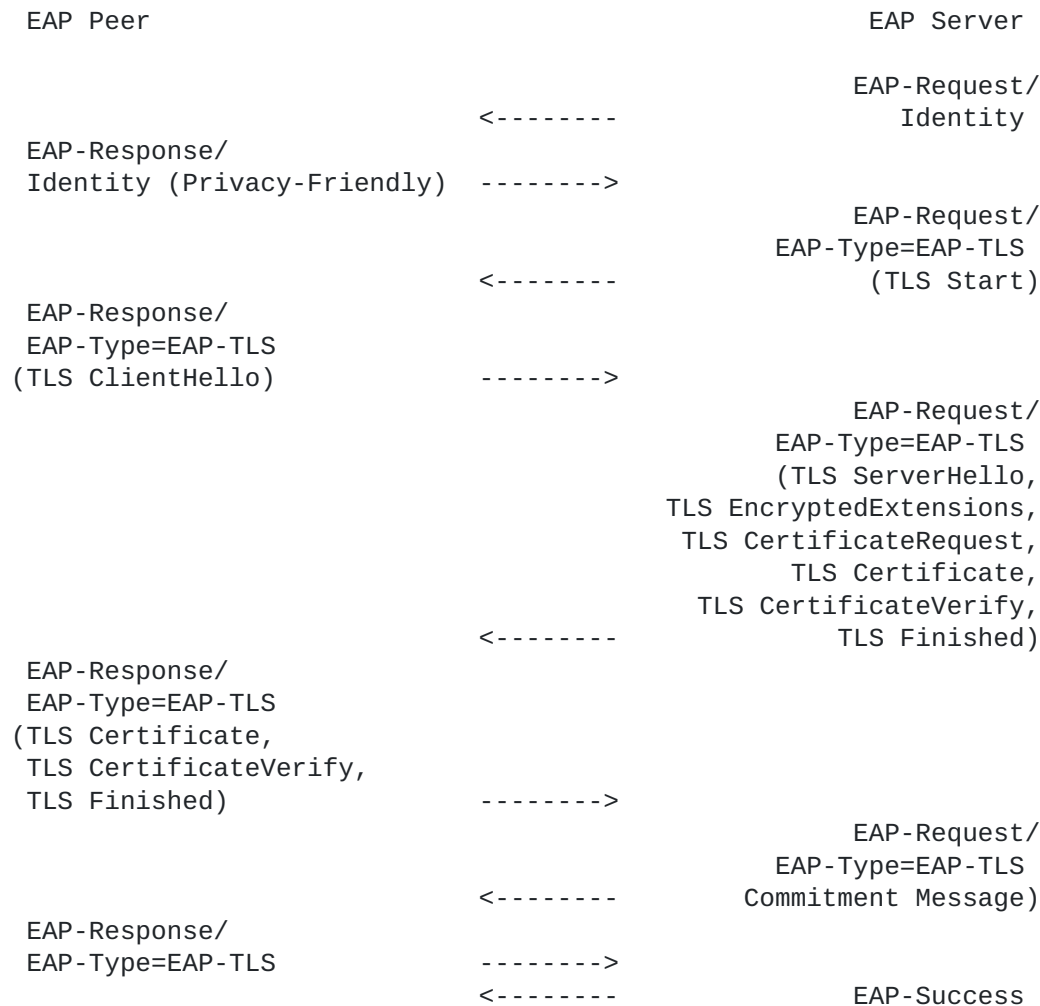 EAP Peer                                              EAP Server

                                                     EAP-Request/
                             <--------                  Identity
EAP-Response/
Identity (Privacy-Friendly)  -------->
                                                     EAP-Request/
                                                EAP-Type=EAP-TLS
                             <--------                (TLS Start)
EAP-Response/
EAP-Type=EAP-TLS
(TLS ClientHello)            -------->
                                                     EAP-Request/
                                                EAP-Type=EAP-TLS
                                                (TLS ServerHello,
                                         TLS EncryptedExtensions,
                                          TLS CertificateRequest,
                                                 TLS Certificate,
                                           TLS CertificateVerify,
                             <--------              TLS Finished)
EAP-Response/
EAP-Type=EAP-TLS
(TLS Certificate,
TLS CertificateVerify,
TLS Finished)                -------->
                                                     EAP-Request/
                                                EAP-Type=EAP-TLS
                             <--------        Commitment Message)
EAP-Response/
EAP-Type=EAP-TLS             -------->
                             <--------               EAP-Success